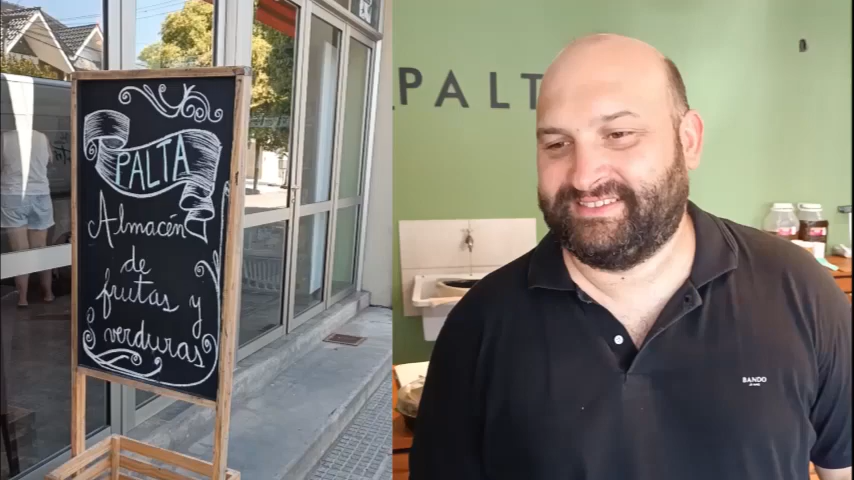 PALTA
Almacén
de
frutas y
verduras
PALT
BANDO